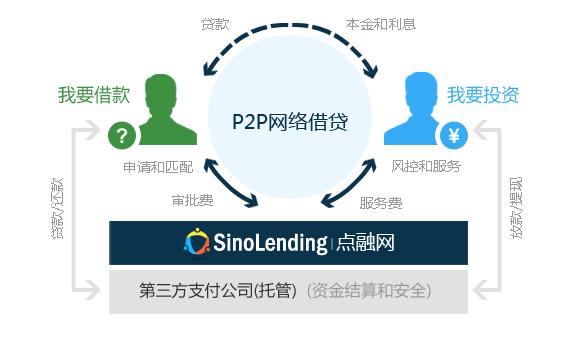 贷款
本金和利息
我要借款
我要投资
P2P网络借贷
?
¥
申请和匹配
风控和服务
审批费
服务费
贷款/还款
放款/提现
SinoLending 点融网
第三方支付公司(托管) (资金结算和安全)